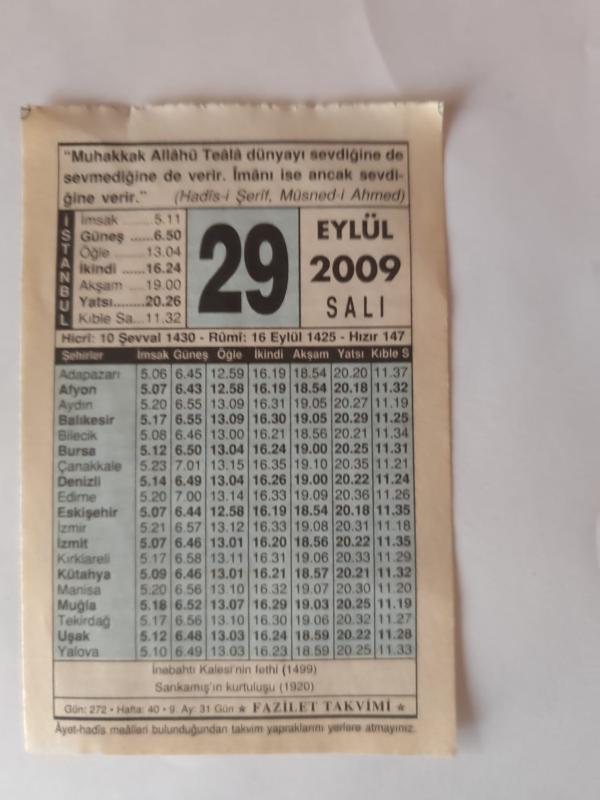 "Muhakkak Allâhü Teâlâ dünyayı sevdiğine de
sevmediğine de verir. Îmânı ise ancak sevdi-
ğine verir." (Hadîs-i Şerîf, Müsned-i Ahmed)
İSTANBUL
İmsak ........ 5.11
Güneş ......6.50
Öğle ........ 13.04
İkindi ......16.24
Akşam ..... 19.00
Yatsı........20.26
Kıble Sa...11.32
29
EYLÜL
2009
SALI
Hicrî: 10 Şevval 1430 - Rûmî: 16 Eylül 1425 - Hızır 147
Şehirler İmsak Güneş Öğle İkindi Akşam Yatsı Kıble S
Adapazarı 5.06 6.45 12.59 16.19 18.54 20.20 11.37
Afyon 5.07 6.43 12.58 16.19 18.54 20.18 11.32
Aydın 5.20 6.55 13.09 16.31 19.05 20.27 11.19
Balıkesir 5.17 6.55 13.09 16.30 19.05 20.29 11.25
Bilecik 5.08 6.46 13.00 16.21 18.56 20.21 11.34
Bursa 5.12 6.50 13.04 16.24 19.00 20.25 11.31
Çanakkale 5.23 7.01 13.15 16.35 19.10 20.35 11.21
Denizli 5.14 6.49 13.04 16.26 19.00 20.22 11.24
Edirne 5.20 7.00 13.14 16.33 19.09 20.36 11.26
Eskişehir 5.07 6.44 12.58 16.19 18.54 20.18 11.35
İzmir 5.21 6.57 13.12 16.33 19.08 20.31 11.18
İzmit 5.07 6.46 13.01 16.20 18.56 20.22 11.35
Kırklareli 5.17 6.58 13.11 16.31 19.06 20.33 11.29
Kütahya 5.09 6.46 13.01 16.21 18.57 20.21 11.32
Manisa 5.20 6.56 13.10 16.32 19.07 20.30 11.20
Muğla 5.18 6.52 13.07 16.29 19.03 20.25 11.19
Tekirdağ 5.17 6.56 13.10 16.30 19.06 20.32 11.27
Uşak 5.12 6.48 13.03 16.24 18.59 20.22 11.28
Yalova 5.10 6.49 13.03 16.23 18.59 20.25 11.33
İnebahtı Kalesi'nin fethi (1499)
Sarıkamış'ın kurtuluşu (1920)
Gün: 272 • Hafta: 40 • 9. Ay: 31 Gün ★ FAZİLET TAKVİMİ ★
Âyet-hadîs meâlleri bulunduğundan takvim yapraklarını yerlere atmayınız.